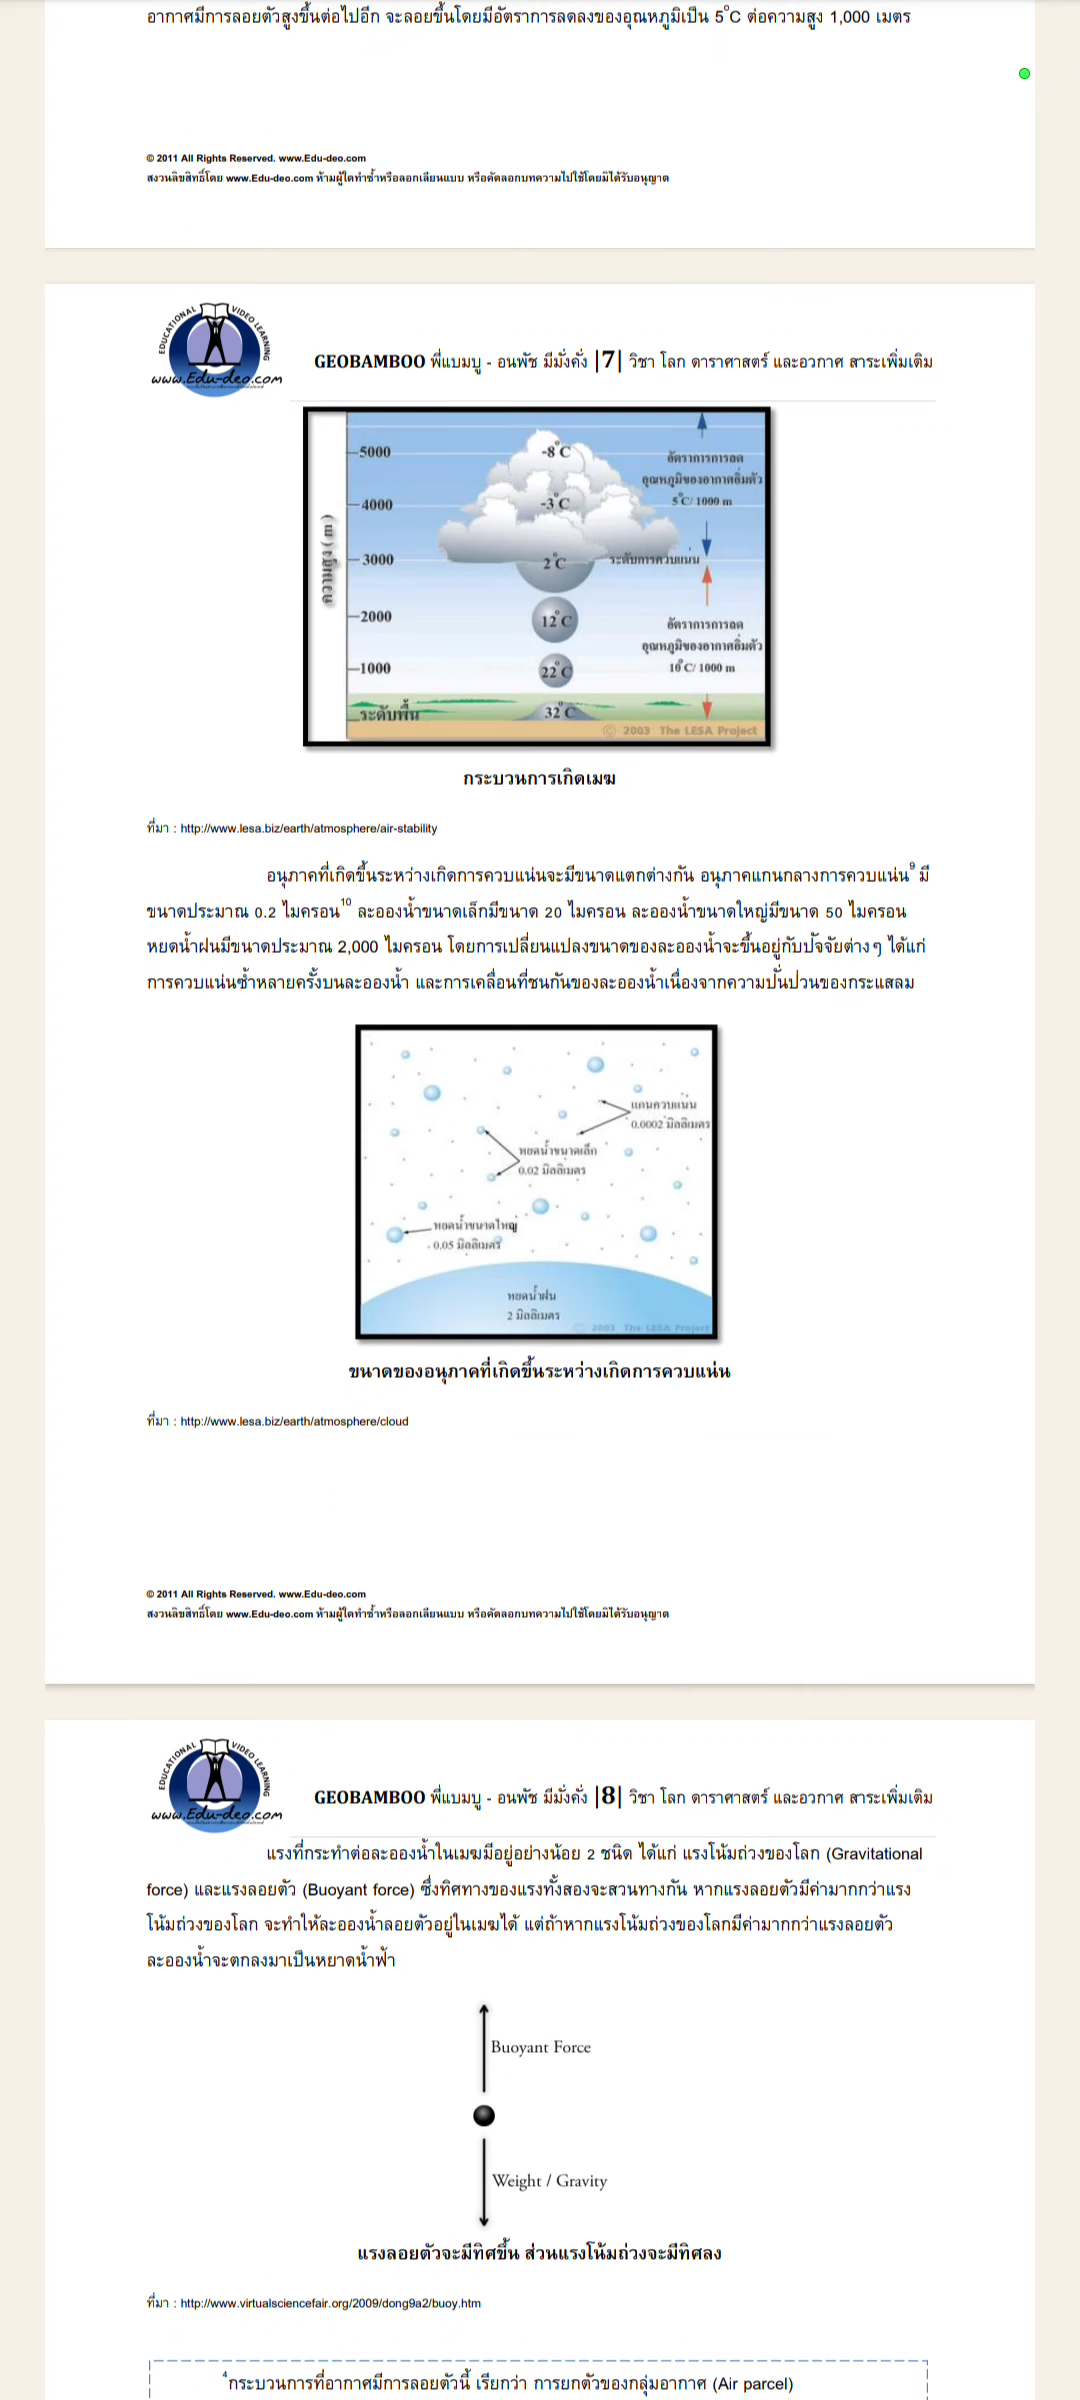 อากาศมีการลอยตัวสูงขึ้นต่อไปอีก จะลอยขึ้นโดยมีอัตราการลดลงของอุณหภูมิเป็น 5°C ต่อความสูง 1,000 เมตร
© 2011 All Rights Reserved. www.Edu-deo.com
สงวนลิขสิทธิ์โดย www.Edu-deo.com ห้ามผู้ใดทำซ้ำหรือลอกเลียนแบบ หรือคัดลอกบทความไปใช้โดยมิได้รับอนุญาต
EDUCATIONAL VIDEO LEARNING
www.Edu-deo.com
GEOBAMBOO พี่แบมบู - อนพัช มีมั่งคั่ง |7| วิชา โลก ดาราศาสตร์ และอวกาศ สาระเพิ่มเติม
ความสูง (m)
5000
-8°C
อัตราการการลด
อุณหภูมิของอากาศอิ่มตัว
5°C/ 1000 m
4000
-3°C
3000
2°C
ระดับการควบแน่น
2000
12°C
อัตราการการลด
อุณหภูมิของอากาศอิ่มตัว
10°C/ 1000 m
1000
22°C
ระดับพื้น
32°C
© 2003 The LESA Project
กระบวนการเกิดเมฆ
ที่มา : http://www.lesa.biz/earth/atmosphere/air-stability
อนุภาคที่เกิดขึ้นระหว่างเกิดการควบแน่นจะมีขนาดแตกต่างกัน อนุภาคแกนกลางการควบแน่น⁹ มี
ขนาดประมาณ 0.2 ไมครอน¹⁰ ละอองน้ำขนาดเล็กมีขนาด 20 ไมครอน ละอองน้ำขนาดใหญ่มีขนาด 50 ไมครอน
หยดน้ำฝนมีขนาดประมาณ 2,000 ไมครอน โดยการเปลี่ยนแปลงขนาดของละอองน้ำจะขึ้นอยู่กับปัจจัยต่างๆ ได้แก่
การควบแน่นซ้ำหลายครั้งบนละอองน้ำ และการเคลื่อนที่ชนกันของละอองน้ำเนื่องจากความปั่นป่วนของกระแสลม
แกนควบแน่น
0.0002 มิลลิเมตร
หยดน้ำขนาดเล็ก
0.02 มิลลิเมตร
หยดน้ำขนาดใหญ่
0.05 มิลลิเมตร
หยดน้ำฝน
2 มิลลิเมตร
© 2003 The LESA Project
ขนาดของอนุภาคที่เกิดขึ้นระหว่างเกิดการควบแน่น
ที่มา : http://www.lesa.biz/earth/atmosphere/cloud
© 2011 All Rights Reserved. www.Edu-deo.com
สงวนลิขสิทธิ์โดย www.Edu-deo.com ห้ามผู้ใดทำซ้ำหรือลอกเลียนแบบ หรือคัดลอกบทความไปใช้โดยมิได้รับอนุญาต
EDUCATIONAL VIDEO LEARNING
www.Edu-deo.com
GEOBAMBOO พี่แบมบู - อนพัช มีมั่งคั่ง |8| วิชา โลก ดาราศาสตร์ และอวกาศ สาระเพิ่มเติม
แรงที่กระทำต่อละอองน้ำในเมฆมีอยู่อย่างน้อย 2 ชนิด ได้แก่ แรงโน้มถ่วงของโลก (Gravitational
force) และแรงลอยตัว (Buoyant force) ซึ่งทิศทางของแรงทั้งสองจะสวนทางกัน หากแรงลอยตัวมีค่ามากกว่าแรง
โน้มถ่วงของโลก จะทำให้ละอองน้ำลอยตัวอยู่ในเมฆได้ แต่ถ้าหากแรงโน้มถ่วงของโลกมีค่ามากกว่าแรงลอยตัว
ละอองน้ำจะตกลงมาเป็นหยาดน้ำฟ้า
Buoyant Force
Weight / Gravity
แรงลอยตัวจะมีทิศขึ้น ส่วนแรงโน้มถ่วงจะมีทิศลง
ที่มา : http://www.virtualsciencefair.org/2009/dong9a2/buoy.htm
⁴กระบวนการที่อากาศมีการลอยตัวนี้ เรียกว่า การยกตัวของกลุ่มอากาศ (Air parcel)